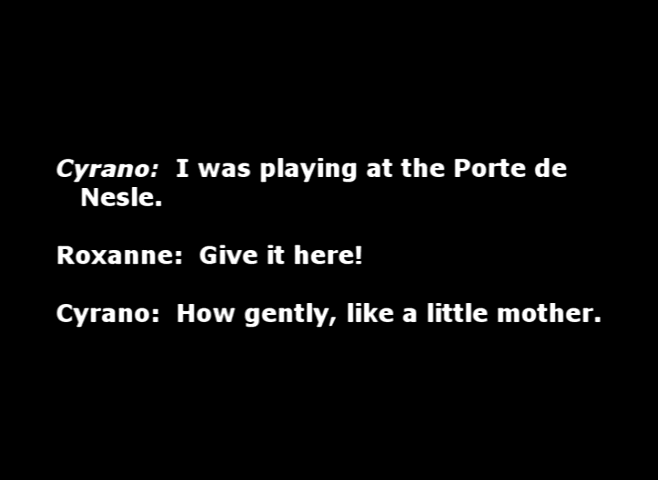 Cyrano:  I was playing at the Porte de
Nesle.
Roxanne:  Give it here!
Cyrano:  How gently, like a little mother.